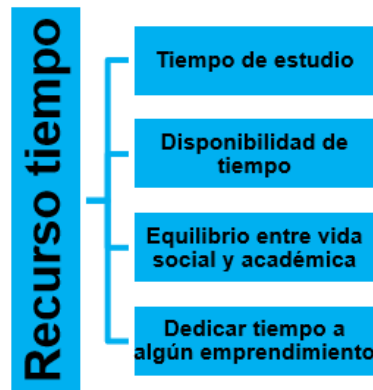 Recurso tiempo
Tiempo de estudio
Disponibilidad de
tiempo
Equilibrio entre vida
social y académica
Dedicar tiempo a
algún emprendimiento